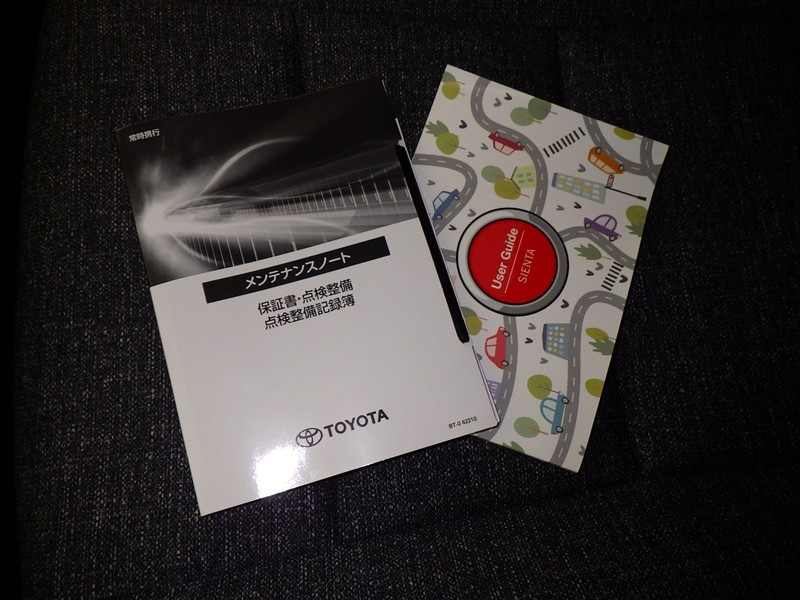 常時携行
メンテナンスノート
保証書・点検整備
点検整備記録簿
TOYOTA
BT-0 62210
User Guide
SIENTA